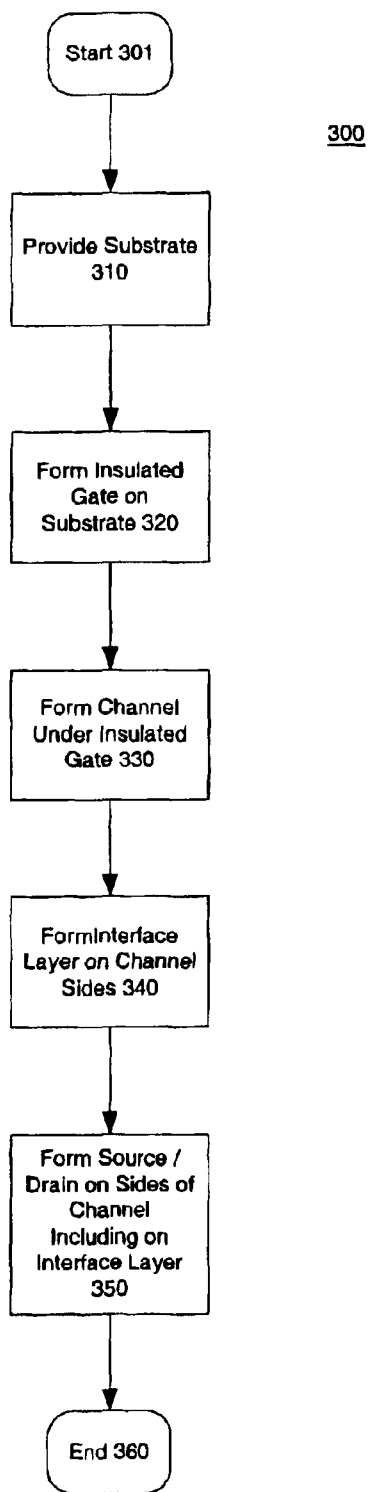 Start 301
300
Provide Substrate
310
Form Insulated
Gate on
Substrate 320
Form Channel
Under Insulated
Gate 330
FormInterface
Layer on Channel
Sides 340
Form Source /
Drain on Sides of
Channel
Including on
Interface Layer
350
End 360